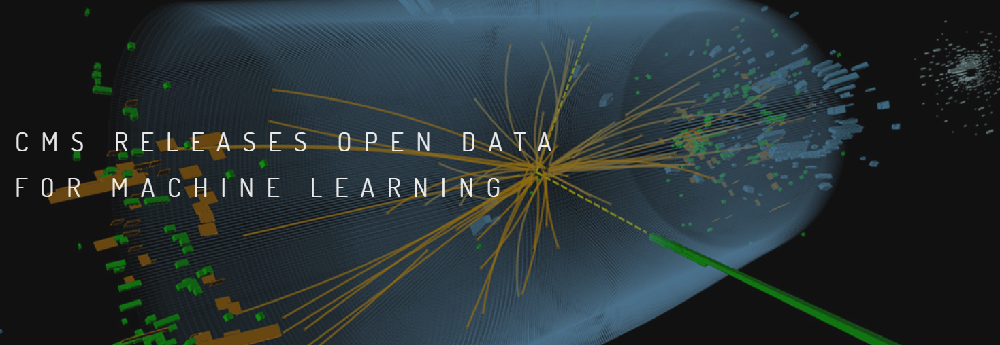 CMS RELEASES OPEN DATA
FOR MACHINE LEARNING